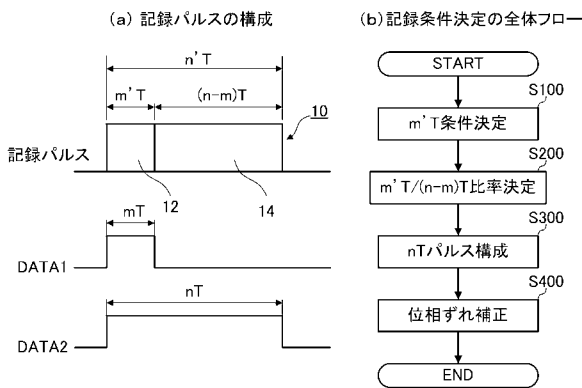 (a) 記録パルスの構成
n'T
m'T
(n-m)T
10
記録パルス
12
14
mT
DATA1
nT
DATA2
(b)記録条件決定の全体フロー
START
S100
m'T条件決定
S200
m'T/(n-m)T比率決定
S300
nTパルス構成
S400
位相ずれ補正
END